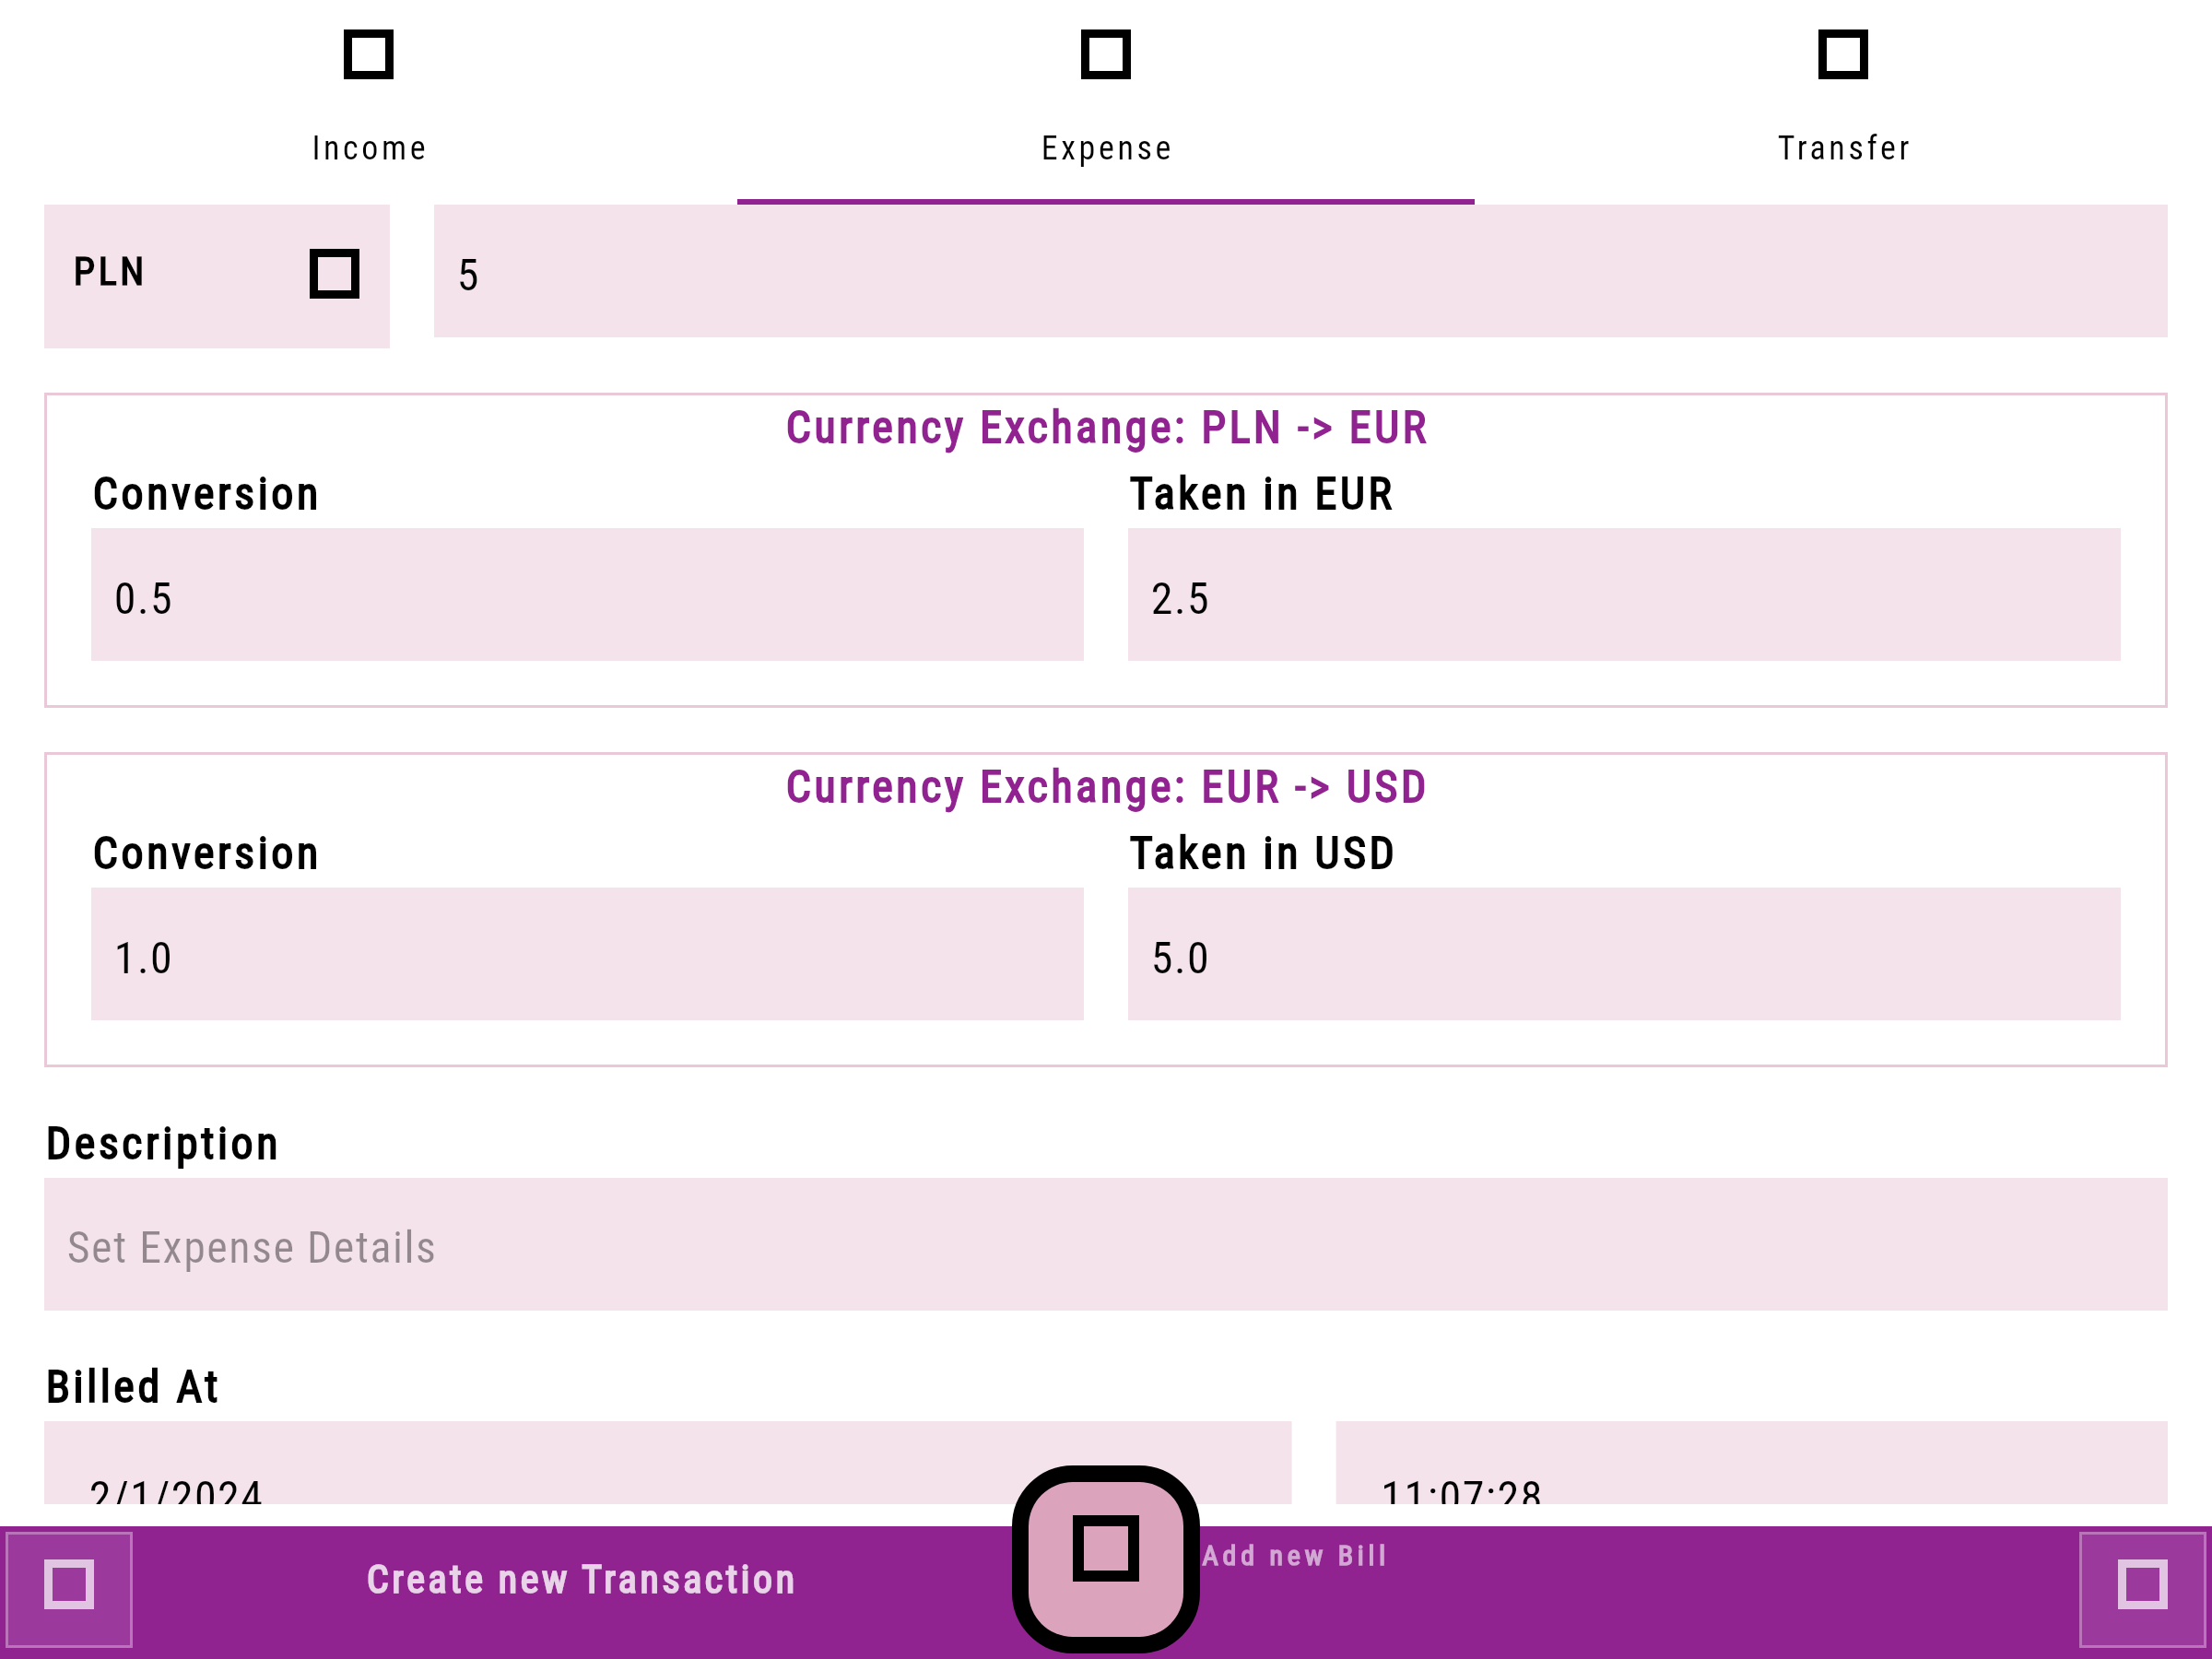 Income Expense Transfer
PLN 5
Currency Exchange: PLN -> EUR
Conversion Taken in EUR
0.5 2.5
Currency Exchange: EUR -> USD
Conversion Taken in USD
1.0 5.0
Description
Set Expense Details
Billed At
2/1/2024 11:07:28
Create new Transaction Add new Bill